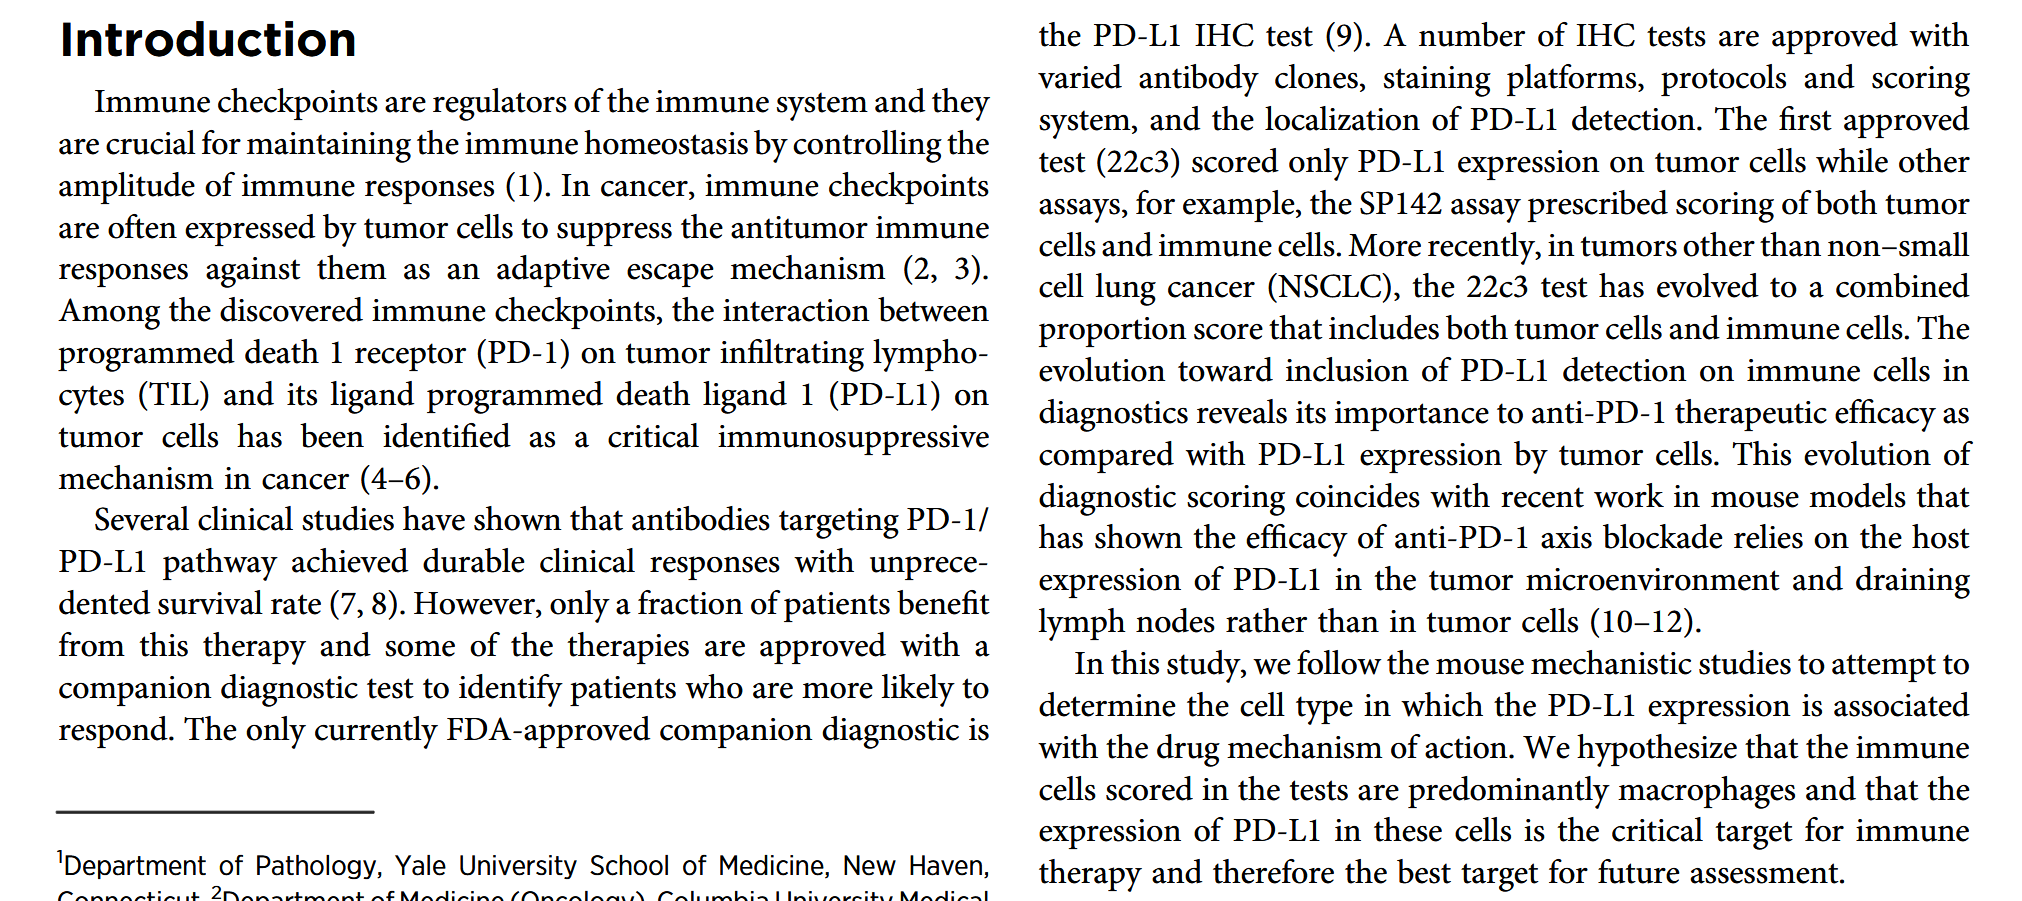 Introduction
Immune checkpoints are regulators of the immune system and they
are crucial for maintaining the immune homeostasis by controlling the
amplitude of immune responses (1). In cancer, immune checkpoints
are often expressed by tumor cells to suppress the antitumor immune
responses against them as an adaptive escape mechanism (2, 3).
Among the discovered immune checkpoints, the interaction between
programmed death 1 receptor (PD-1) on tumor infiltrating lympho-
cytes (TIL) and its ligand programmed death ligand 1 (PD-L1) on
tumor cells has been identified as a critical immunosuppressive
mechanism in cancer (4–6).
Several clinical studies have shown that antibodies targeting PD-1/
PD-L1 pathway achieved durable clinical responses with unprece-
dented survival rate (7, 8). However, only a fraction of patients benefit
from this therapy and some of the therapies are approved with a
companion diagnostic test to identify patients who are more likely to
respond. The only currently FDA-approved companion diagnostic is
¹Department of Pathology, Yale University School of Medicine, New Haven,
Connecticut. ²Department of Medicine (Oncology), Columbia University Medical
the PD-L1 IHC test (9). A number of IHC tests are approved with
varied antibody clones, staining platforms, protocols and scoring
system, and the localization of PD-L1 detection. The first approved
test (22c3) scored only PD-L1 expression on tumor cells while other
assays, for example, the SP142 assay prescribed scoring of both tumor
cells and immune cells. More recently, in tumors other than non–small
cell lung cancer (NSCLC), the 22c3 test has evolved to a combined
proportion score that includes both tumor cells and immune cells. The
evolution toward inclusion of PD-L1 detection on immune cells in
diagnostics reveals its importance to anti-PD-1 therapeutic efficacy as
compared with PD-L1 expression by tumor cells. This evolution of
diagnostic scoring coincides with recent work in mouse models that
has shown the efficacy of anti-PD-1 axis blockade relies on the host
expression of PD-L1 in the tumor microenvironment and draining
lymph nodes rather than in tumor cells (10–12).
In this study, we follow the mouse mechanistic studies to attempt to
determine the cell type in which the PD-L1 expression is associated
with the drug mechanism of action. We hypothesize that the immune
cells scored in the tests are predominantly macrophages and that the
expression of PD-L1 in these cells is the critical target for immune
therapy and therefore the best target for future assessment.